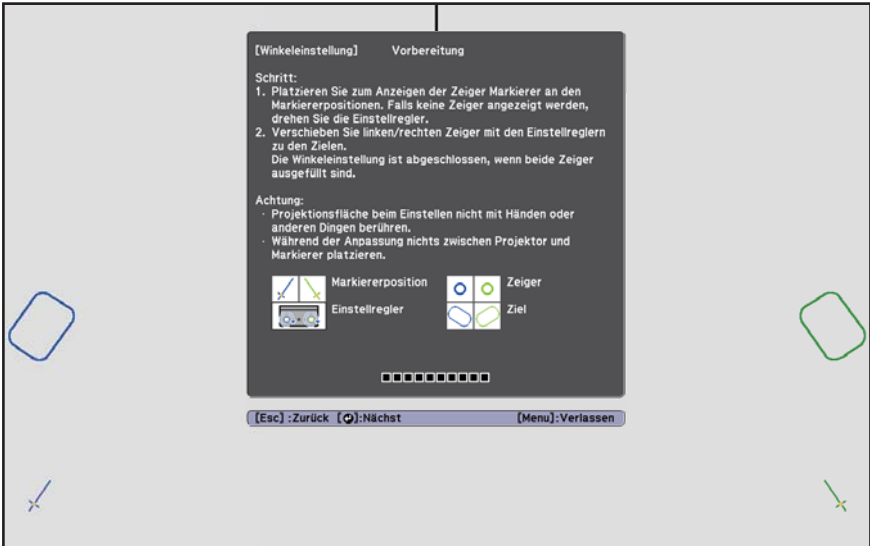 [Winkeleinstellung] Vorbereitung
Schritt:
1. Platzieren Sie zum Anzeigen der Zeiger Markierer an den
Markiererpositionen. Falls keine Zeiger angezeigt werden,
drehen Sie die Einstellregler.
2. Verschieben Sie linken/rechten Zeiger mit den Einstellreglern
zu den Zielen.
Die Winkeleinstellung ist abgeschlossen, wenn beide Zeiger
ausgefüllt sind.
Achtung:
· Projektionsfläche beim Einstellen nicht mit Händen oder
anderen Dingen berühren.
· Während der Anpassung nichts zwischen Projektor und
Markierer platzieren.
Markiererposition Zeiger
Einstellregler Ziel
[Esc] :Zurück [⏎]:Nächst [Menu]:Verlassen